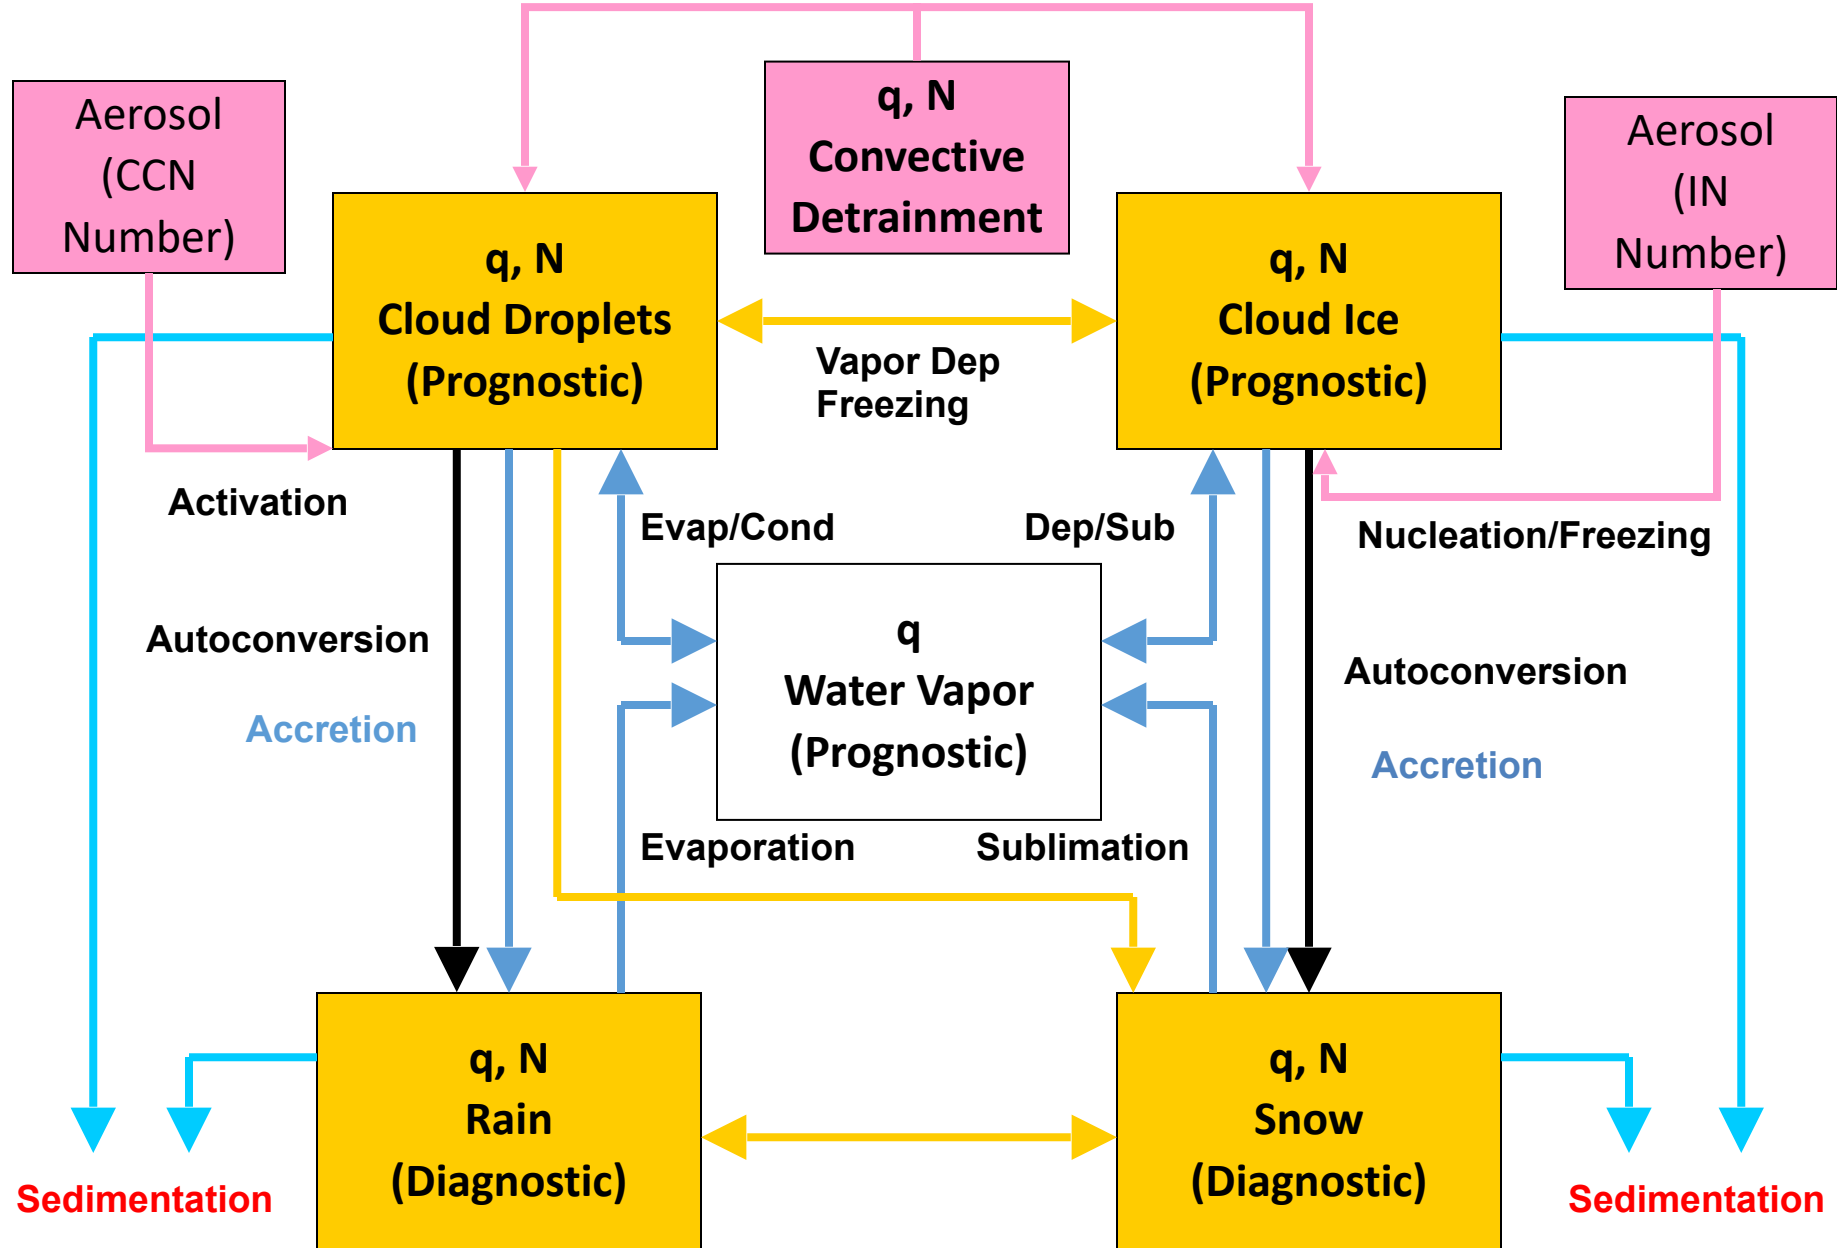 q, N
Convective
Detrainment
Aerosol
(CCN
Number)
Aerosol
(IN
Number)
q, N
Cloud Droplets
(Prognostic)
q, N
Cloud Ice
(Prognostic)
Vapor Dep
Freezing
Activation
Evap/Cond
Dep/Sub
Nucleation/Freezing
q
Water Vapor
(Prognostic)
Autoconversion
Accretion
Autoconversion
Accretion
Evaporation
Sublimation
q, N
Rain
(Diagnostic)
q, N
Snow
(Diagnostic)
Sedimentation
Sedimentation